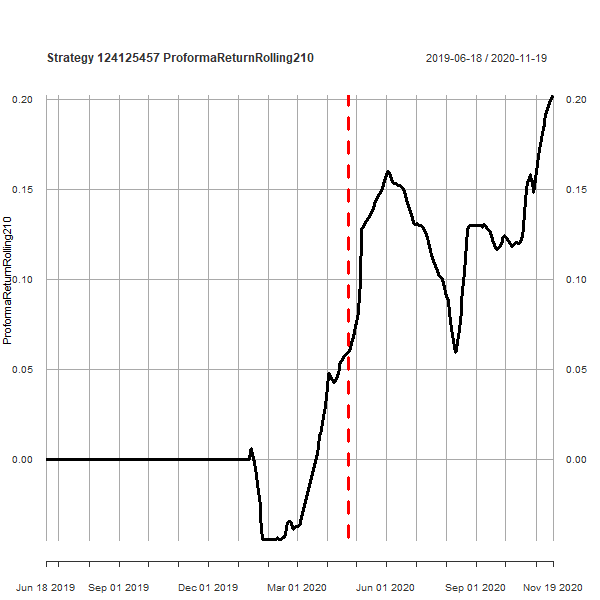 Strategy 124125457 ProformaReturnRolling210
2019-06-18 / 2020-11-19
0.20
0.20
0.15
0.15
0.10
0.10
0.05
0.05
0.00
0.00
ProformaReturnRolling210
Jun 18 2019
Sep 01 2019
Dec 01 2019
Mar 01 2020
Jun 01 2020
Sep 01 2020
Nov 19 2020